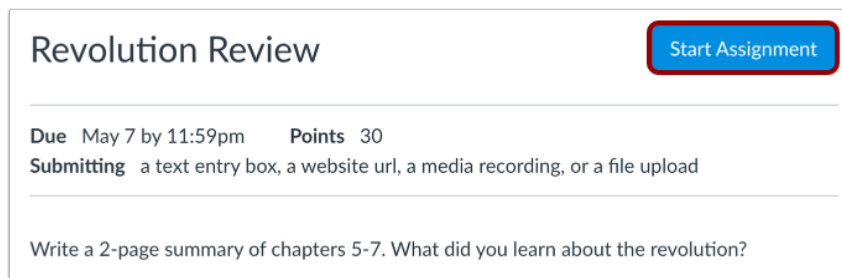 Revolution Review
Start Assignment
Due May 7 by 11:59pm Points 30
Submitting a text entry box, a website url, a media recording, or a file upload
Write a 2-page summary of chapters 5-7. What did you learn about the revolution?